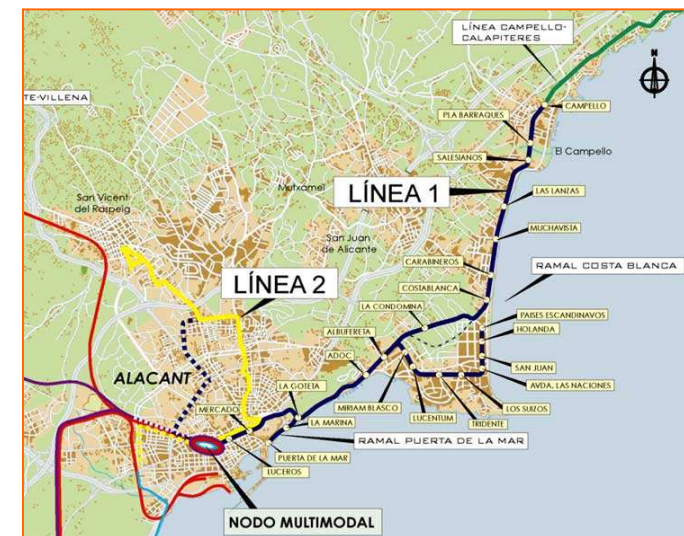 LÍNEA CAMPELLO-
CALAPITERES
N
TE-VILLENA
CAMPELLO
PLA BARRAQUES
El Campello
SALESIANOS
San Vicent
del Raspeig
Mutxamel
LÍNEA 1
LAS LANZAS
San Juan
de Alicante
MUCHAVISTA
CARABINEROS
RAMAL COSTA BLANCA
LÍNEA 2
COSTABLANCA
LA CONDOMINA
PAISES ESCANDINAVOS
ALBUFERETA
HOLANDA
ADOC
SAN JUAN
ALACANT
LA GOTETA
AVDA. LAS NACIONES
MERCADO
MIRIAM BLASCO
LOS SUIZOS
LUCENTUM
LA MARINA
TRIDENTE
RAMAL PUERTA DE LA MAR
PUERTA DE LA MAR
LUCEROS
NODO MULTIMODAL